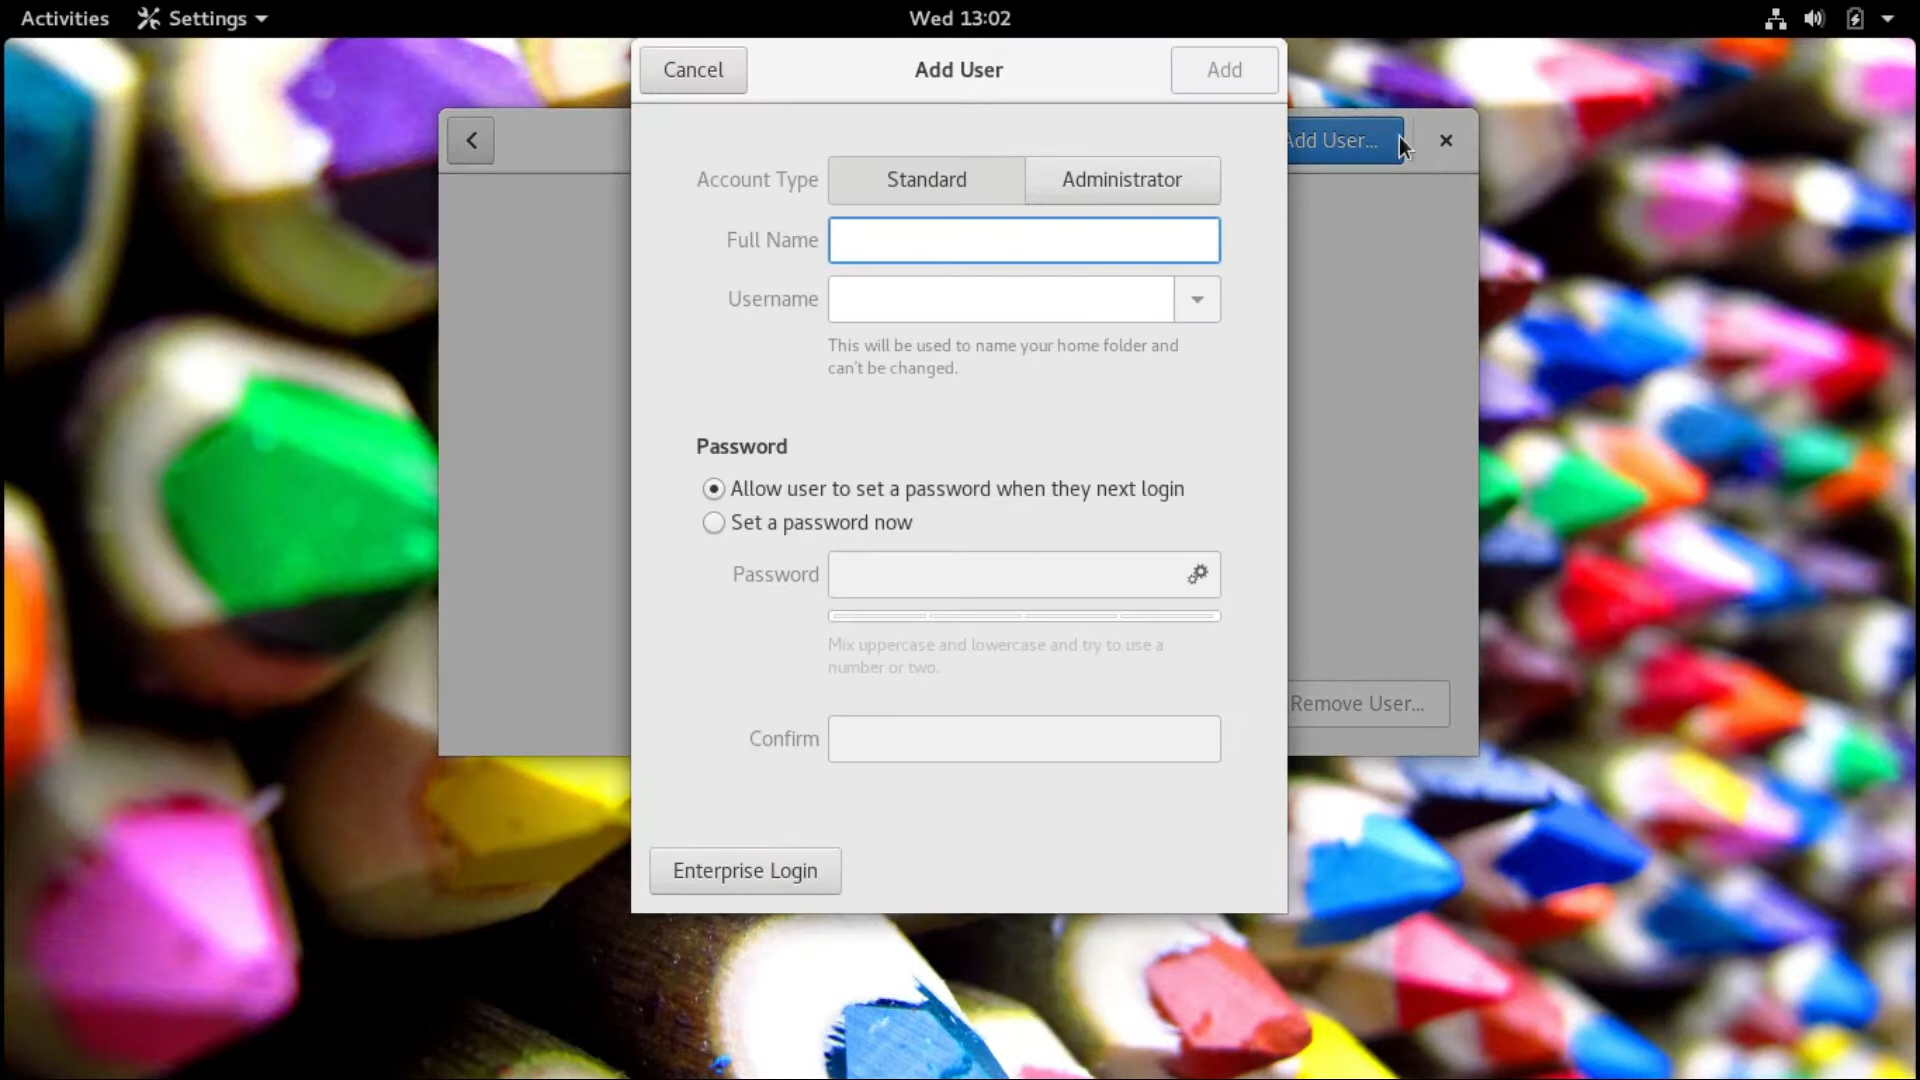 Activities Settings Wed 13:02
Cancel Add User Add
Add User...
Account Type Standard Administrator
Full Name
Username
This will be used to name your home folder and
can't be changed.
Password
Allow user to set a password when they next login
Set a password now
Password
Mix uppercase and lowercase and try to use a
number or two.
Remove User...
Confirm
Enterprise Login